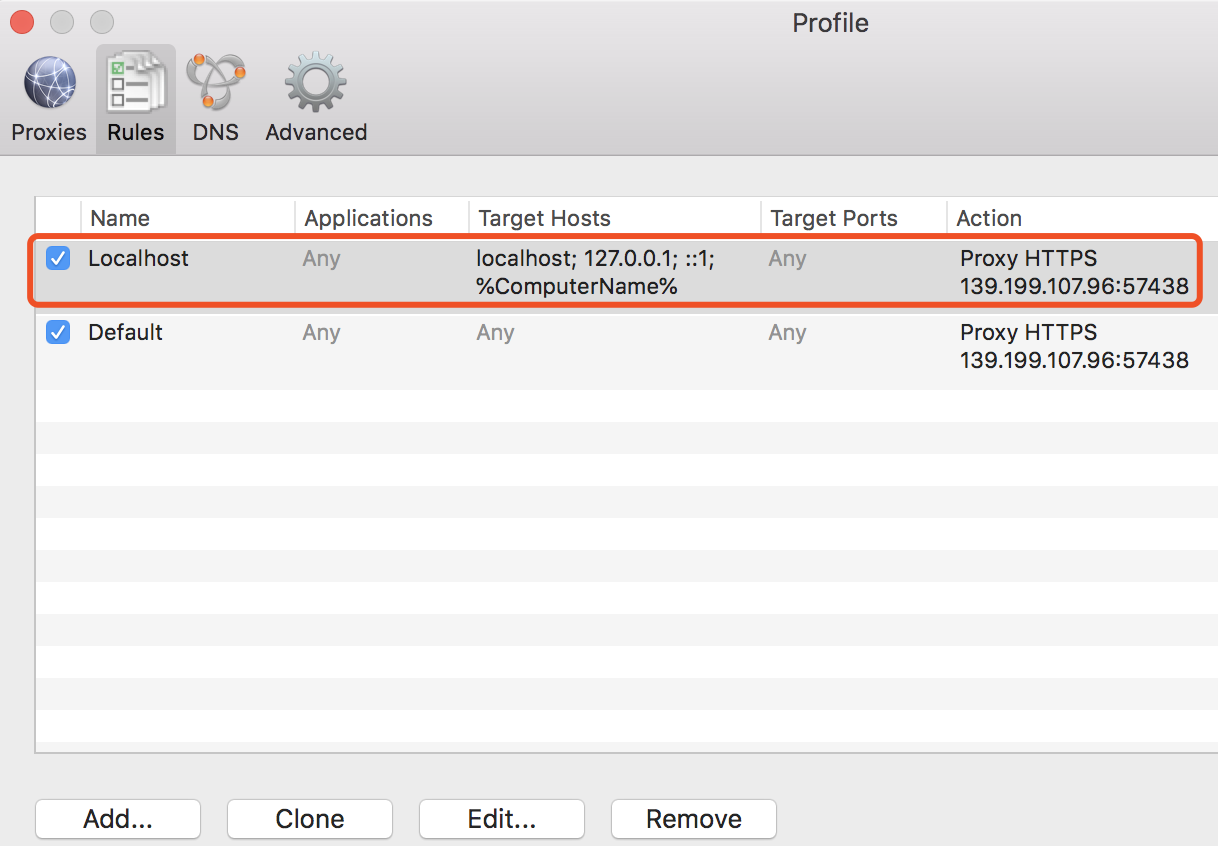 Profile
Proxies Rules DNS Advanced
Name Applications Target Hosts Target Ports Action
Localhost Any localhost; 127.0.0.1; ::1; Any Proxy HTTPS
%ComputerName% 139.199.107.96:57438
Default Any Any Any Proxy HTTPS
139.199.107.96:57438
Add... Clone Edit... Remove